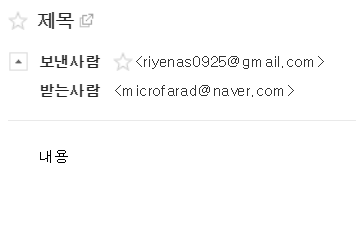 제목
보낸사람 <riyenas0925@gmail.com>
받는사람 <microfarad@naver.com>
내용